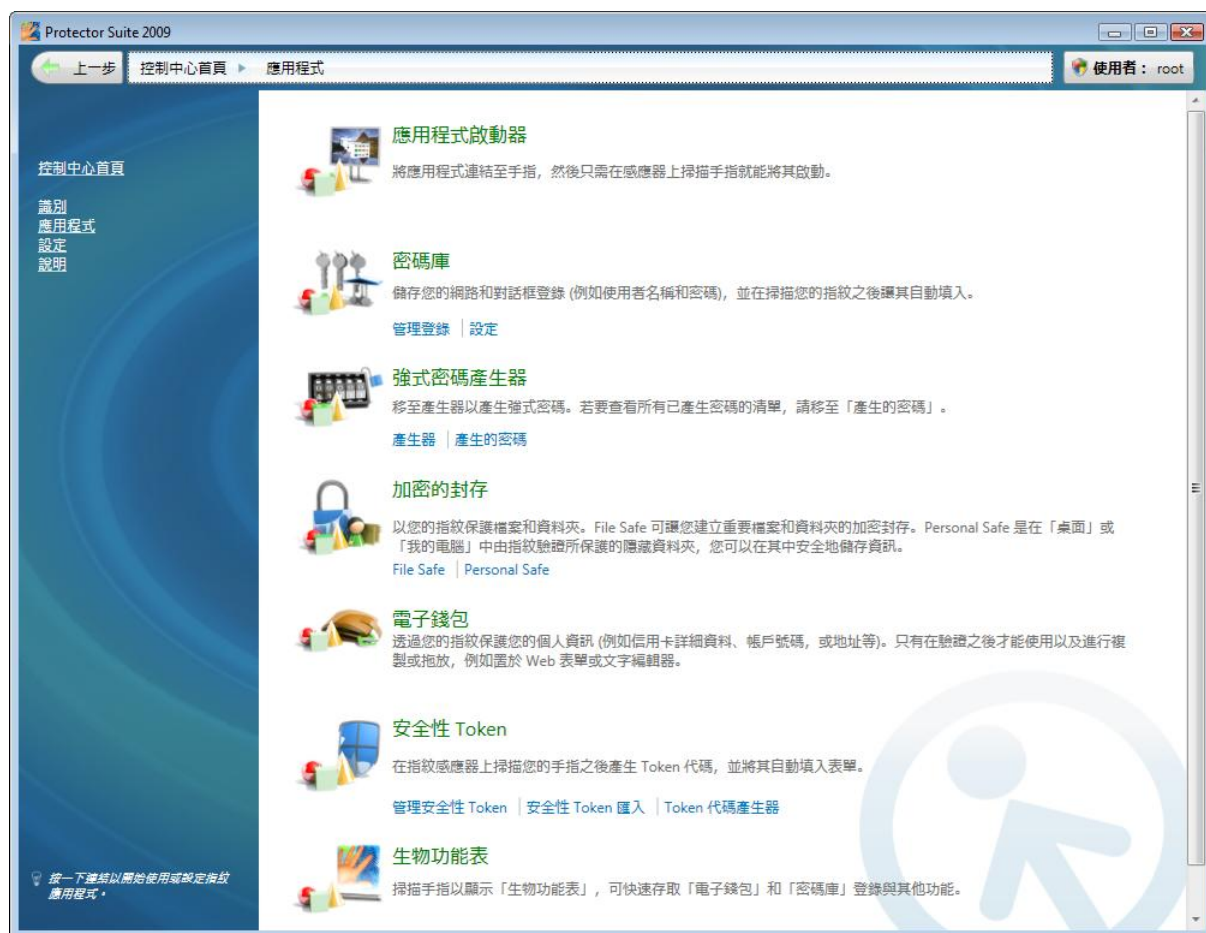 Protector Suite 2009
上一步
控制中心首頁
應用程式
使用者： root
控制中心首頁
識別
應用程式
設定
說明
應用程式啟動器
將應用程式連結至手指，然後只需在感應器上掃描手指就能將其啟動。
密碼庫
儲存您的網路和對話框登錄 (例如使用者名稱和密碼)，並在掃描您的指紋之後讓其自動填入。
管理登錄 設定
強式密碼產生器
移至產生器以產生強式密碼。若要查看所有已產生密碼的清單，請移至「產生的密碼」。
產生器 產生的密碼
加密的封存
以您的指紋保護檔案和資料夾。File Safe 可讓您建立重要檔案和資料夾的加密封存。Personal Safe 是在「桌面」或
「我的電腦」中由指紋驗證所保護的隱藏資料夾，您可以在其中安全地儲存資訊。
File Safe Personal Safe
電子錢包
透過您的指紋保護您的個人資訊 (例如信用卡詳細資料、帳戶號碼，或地址等)。只有在驗證之後才能使用以及進行複
製或拖放，例如置於 Web 表單或文字編輯器。
安全性 Token
在指紋感應器上掃描您的手指之後產生 Token 代碼，並將其自動填入表單。
管理安全性 Token 安全性 Token 匯入 Token 代碼產生器
生物功能表
掃描手指以顯示「生物功能表」，可快速存取「電子錢包」和「密碼庫」登錄與其他功能。
按一下連結以開始使用或設定指紋
應用程式。